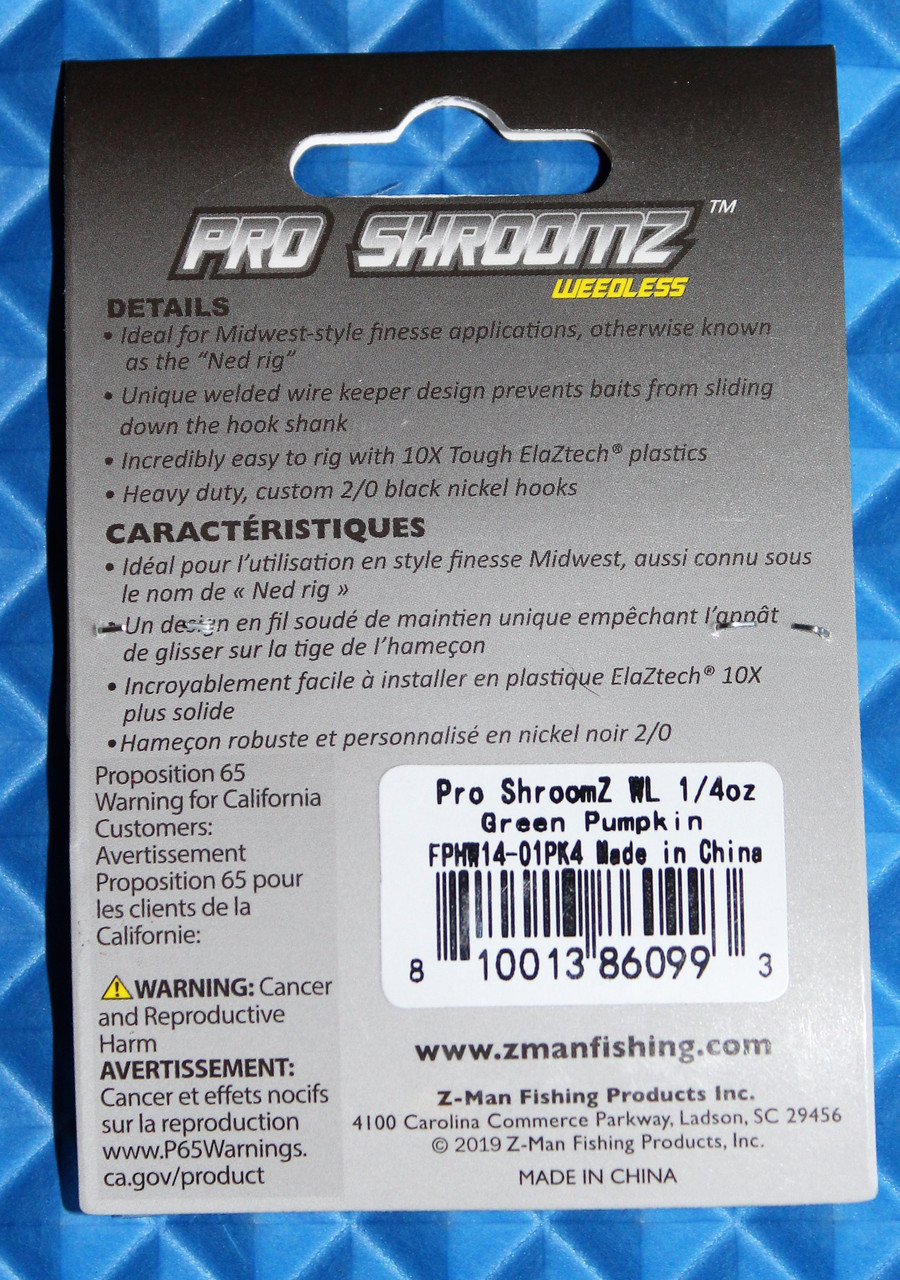 PRO SHROOMZ™
WEEDLESS
DETAILS
• Ideal for Midwest-style finesse applications, otherwise known
as the “Ned rig”
• Unique welded wire keeper design prevents baits from sliding
down the hook shank
• Incredibly easy to rig with 10X Tough ElaZtech® plastics
• Heavy duty, custom 2/0 black nickel hooks
CARACTÉRISTIQUES
• Idéal pour l’utilisation en style finesse Midwest, aussi connu sous
le nom de « Ned rig »
• Un design en fil soudé de maintien unique empêchant l’appât
de glisser sur la tige de l’hameçon
• Incroyablement facile à installer en plastique ElaZtech® 10X
plus solide
•Hameçon robuste et personnalisé en nickel noir 2/0
Proposition 65
Warning for California
Customers:
Avertissement
Proposition 65 pour
les clients de la
Californie:
⚠WARNING: Cancer
and Reproductive
Harm
AVERTISSEMENT:
Cancer et effets nocifs
sur la reproduction
www.P65Warnings.
ca.gov/product
Pro ShroomZ WL 1/4oz
Green Pumpkin
FPHW14-01PK4 Made in China
8 10013 86099 3
www.zmanfishing.com
Z-Man Fishing Products Inc.
4100 Carolina Commerce Parkway, Ladson, SC 29456
© 2019 Z-Man Fishing Products, Inc.
MADE IN CHINA